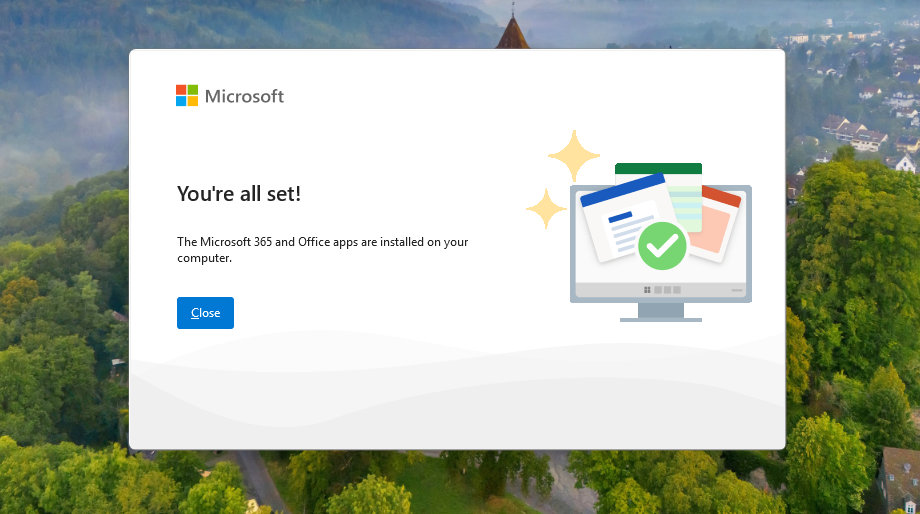 Microsoft
You're all set!
The Microsoft 365 and Office apps are installed on your
computer.
Close